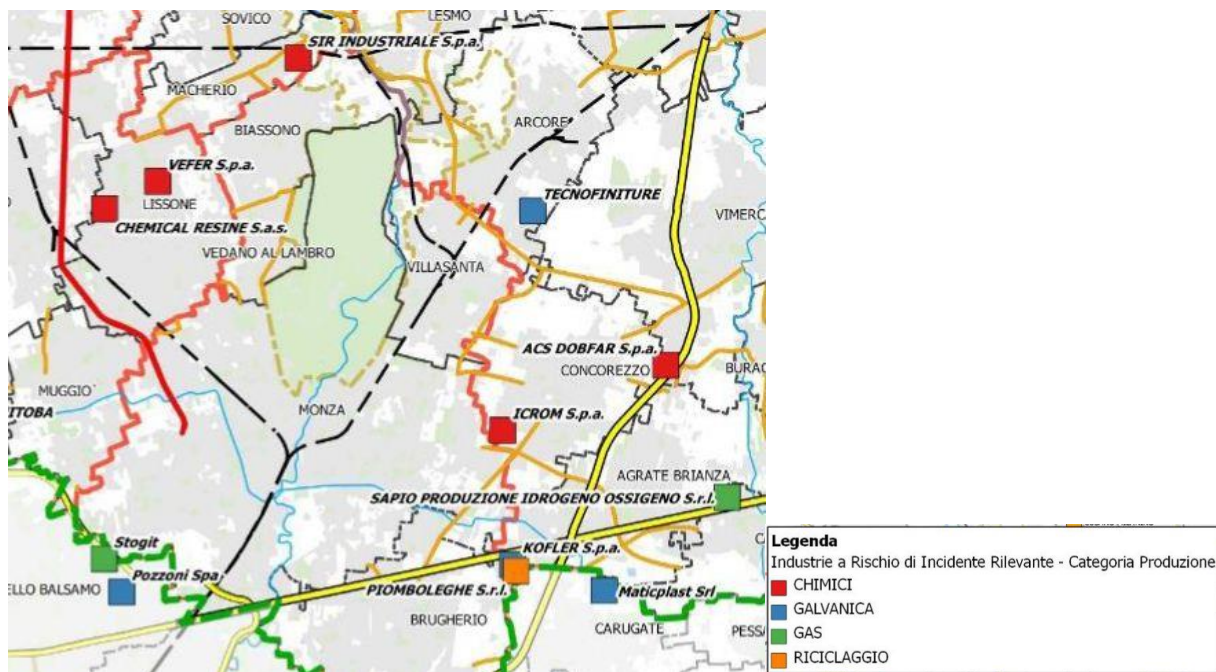 SOVICO
LESMO
SIR INDUSTRIALE S.p.a.
MACHERIO
BIASSONO
ARCORE
VEFER S.p.a.
LISSONE
TECNOFINITURE
VIMERC
CHEMICAL RESINE S.a.s.
VEDANO AL LAMBRO
VILLASANTA
ACS DOBFAR S.p.a.
CONCOREZZO
BURAG
MUGGIO'
ITOBA
MONZA
ICROM S.p.a.
AGRATE BRIANZA
SAPIO PRODUZIONE IDROGENO OSSIGENO S.r.l.
Stogit
KOFLER S.p.a.
Pozzoni Spa
ELLO BALSAMO
PIOMBOLEGHE S.r.l.
Maticplast Srl
BRUGHERIO
CARUGATE
PESSA
Legenda
Industrie a Rischio di Incidente Rilevante - Categoria Produzione
CHIMICI
GALVANICA
GAS
RICICLAGGIO